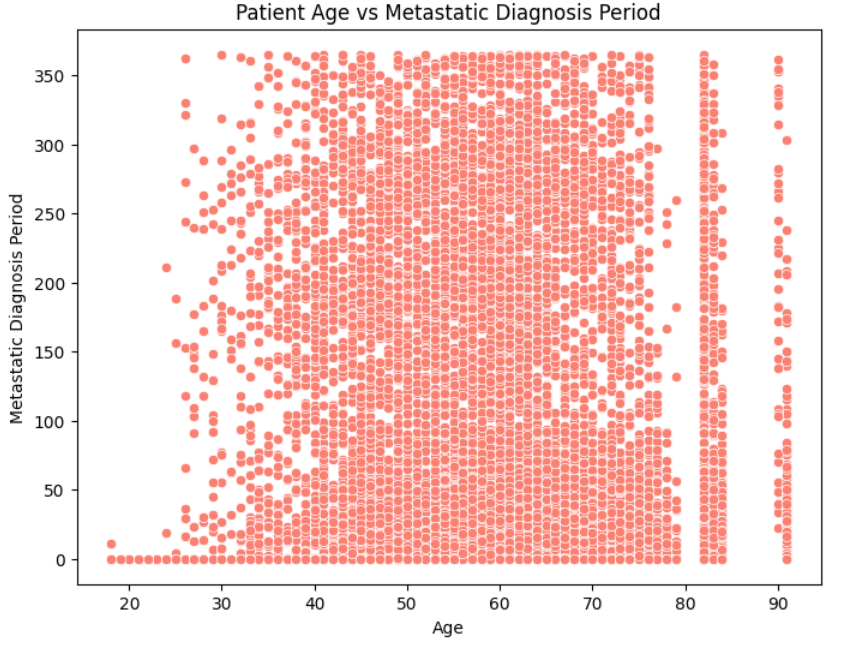 Patient Age vs Metastatic Diagnosis Period
Metastatic Diagnosis Period
350
300
250
200
150
100
50
0
20 30 40 50 60 70 80 90
Age